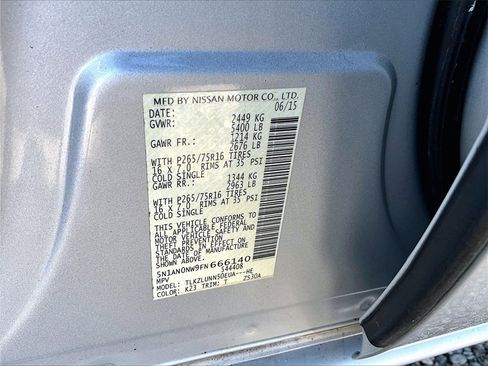 MFD BY NISSAN MOTOR CO., LTD.
DATE: 06/15
GVWR: 2449 KG
5400 LB
GAWR FR.: 1214 KG
2676 LB
WITH P265/75R16 TIRES
16 X 7.0 RIMS AT 35 PSI
COLD SINGLE
GAWR RR.: 1344 KG
2963 LB
WITH P265/75R16 TIRES
16 X 7.0 RIMS AT 35 PSI
COLD SINGLE
THIS VEHICLE CONFORMS TO
ALL APPLICABLE FEDERAL
MOTOR VEHICLE SAFETY
AND THEFT PREVENTION
STANDARDS IN EFFECT ON
THE DATE OF MANUFACTURE
SHOWN ABOVE.
5N1AN0NW9FN666140
MPV 544408
MODEL: TLKZLUNN50EUA---HE
COLOR: K23 TRIM: T ZS30A